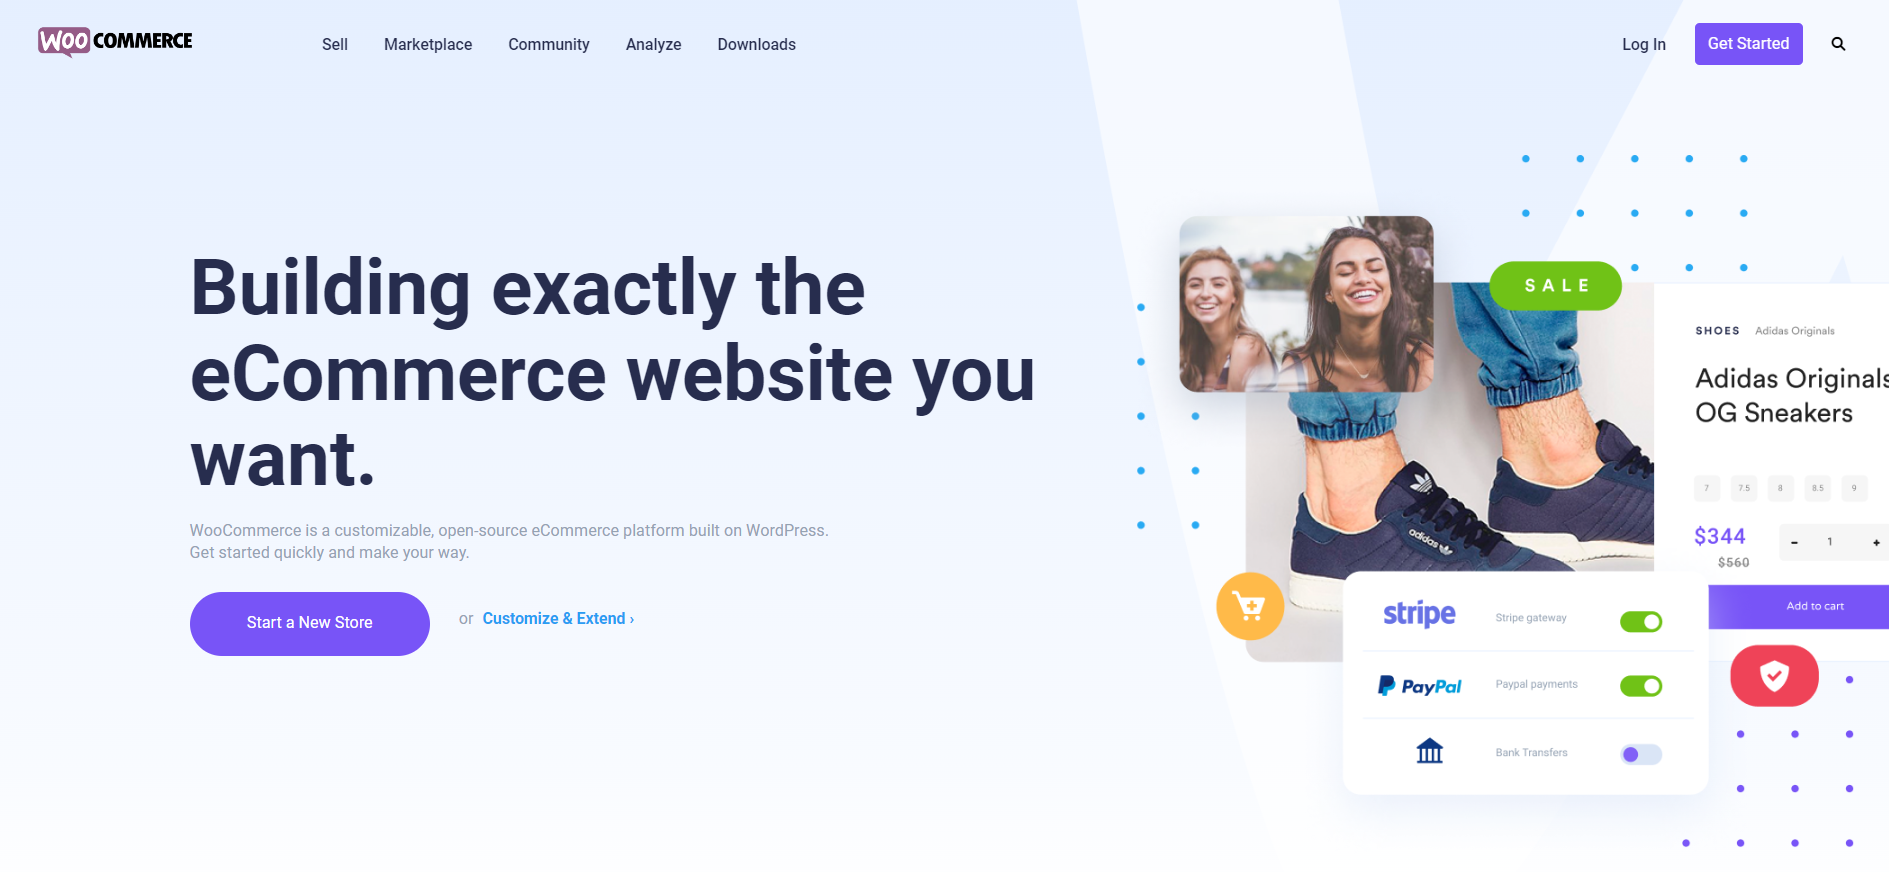 WOO COMMERCE
Sell
Marketplace
Community
Analyze
Downloads
Log In
Get Started
Building exactly the
eCommerce website you
want.
WooCommerce is a customizable, open-source eCommerce platform built on WordPress.
Get started quickly and make your way.
Start a New Store
or Customize & Extend ›
SALE
SHOES Adidas Originals
Adidas Originals
OG Sneakers
7 7.5 8 8.5 9
$344
$560
- 1 +
Add to cart
adidas
stripe Stripe gateway
PayPal Paypal payments
Bank Transfers